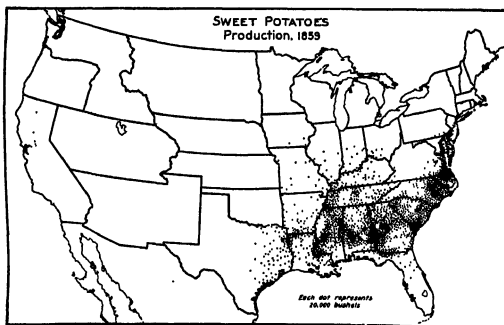 SWEET POTATOES
Production, 1859
Each dot represents
20,000 bushels